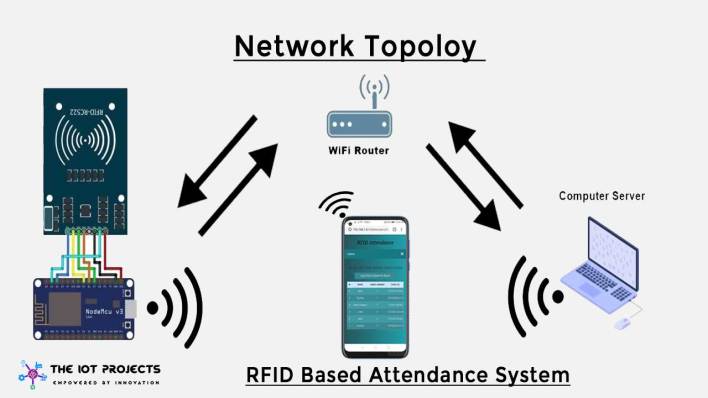 Network Topoloy
RFID-RC522
WiFi Router
Computer Server
RFID Attendance
NodeMcu v3
THE IOT PROJECTS
EMPOWERED BY INNOVATION
RFID Based Attendance System